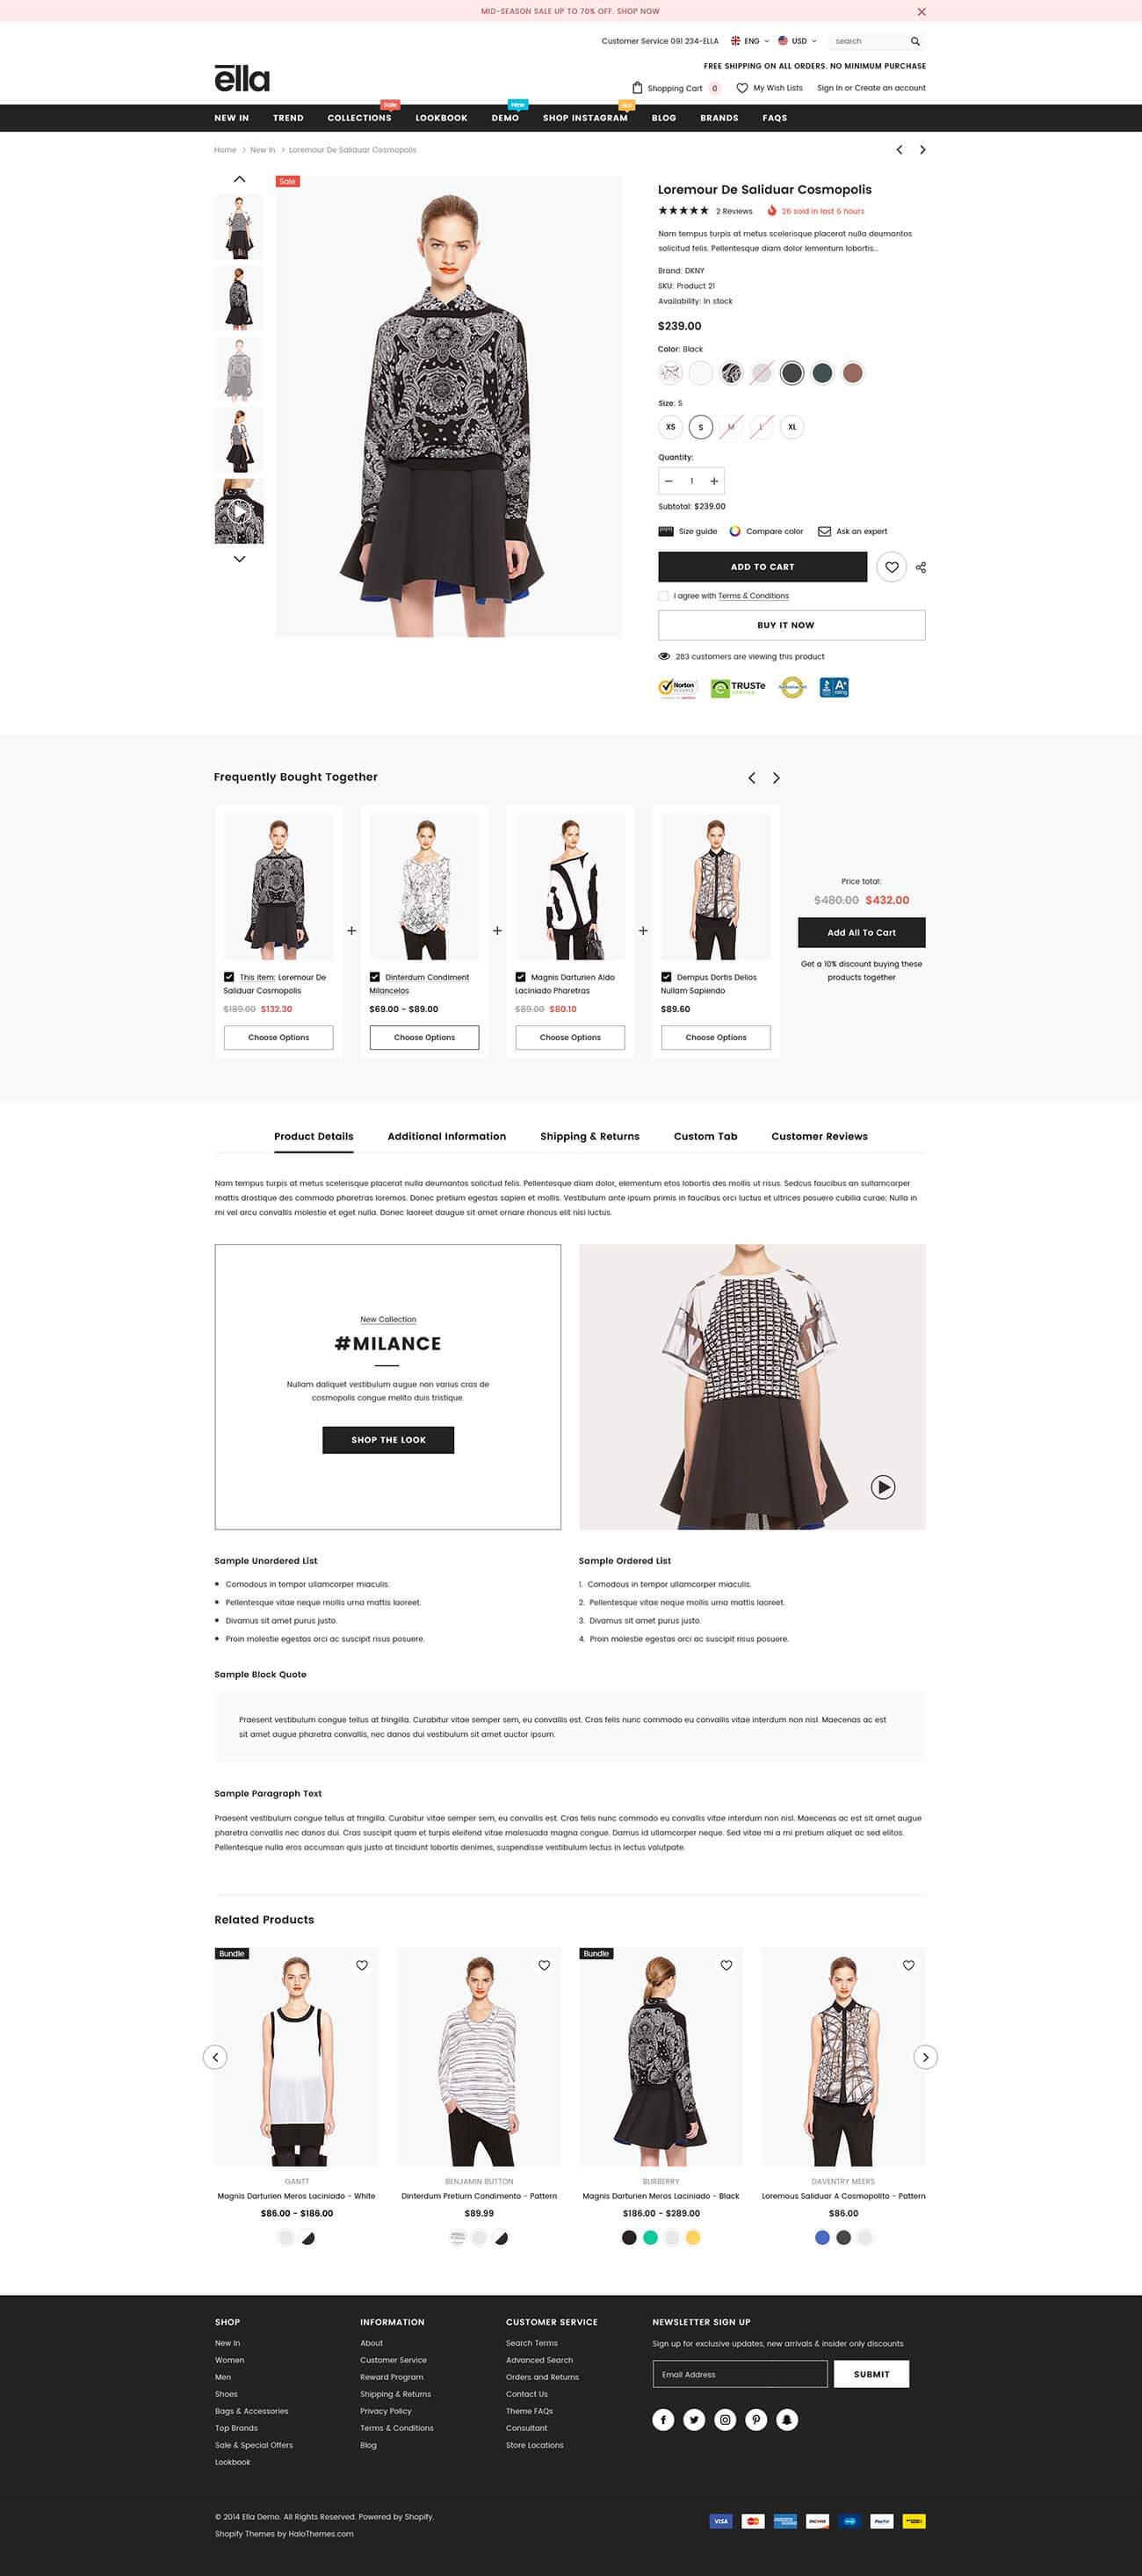 MID-SEASON SALE UP TO 70% OFF. SHOP NOW
Customer Service 091 234-ELLA
ENG
USD
search
FREE SHIPPING ON ALL ORDERS. NO MINIMUM PURCHASE
ēlla
Shopping Cart 0
My Wish Lists
Sign In or Create an account
Sale
New
NEW IN
TREND
COLLECTIONS
LOOKBOOK
DEMO
SHOP INSTAGRAM
BLOG
BRANDS
FAQS
Home > New In > Loremour De Saliduar Cosmopolis
Sale
Loremour De Saliduar Cosmopolis
2 Reviews
26 sold in last 6 hours
Nam tempus turpis at metus scelerisque placerat nulla deumantos
solicitud felis. Pellentesque diam dolor lementum lobortis...
Brand: DKNY
SKU: Product 21
Availability: In stock
$239.00
Color: Black
Size: S
XS
S
M
L
XL
Quantity:
− 1 +
Subtotal: $239.00
Size guide
Compare color
Ask an expert
ADD TO CART
I agree with Terms & Conditions
BUY IT NOW
283 customers are viewing this product
Norton
SECURED
TRUSTe
A+
rating
Frequently Bought Together
This item: Loremour De
Saliduar Cosmopolis
$189.00 $132.30
Choose Options
+
Dinterdum Condiment
Milancelos
$69.00 - $89.00
Choose Options
+
Magnis Darturien Aldo
Laciniado Pharetras
$89.00 $80.10
Choose Options
+
Dempus Dortis Delios
Nullam Sapiendo
$89.60
Choose Options
Price total:
$480.00 $432.00
Add All To Cart
Get a 10% discount buying these
products together
Product Details
Additional Information
Shipping & Returns
Custom Tab
Customer Reviews
Nam tempus turpis at metus scelerisque placerat nulla deumantos solicitud felis. Pellentesque diam dolor, elementum etos lobortis des mollis ut risus. Sedcus faucibus an sullamcorper
mattis drostique des commodo pharetras loremos. Donec pretium egestas sapien et mollis. Vestibulum ante ipsum primis in faucibus orci luctus et ultrices posuere cubilia curae; Nulla in
mi vel arcu convallis molestie et eget nulla. Donec laoreet daugue sit amet ornare rhoncus elit nisi luctus.
New Collection
#MILANCE
Nullam daliquet vestibulum augue non varius cras de
cosmopolis congue melito duis tristique.
SHOP THE LOOK
Sample Unordered List
• Comodous in tempor ullamcorper miaculis.
• Pellentesque vitae neque mollis urna mattis laoreet.
• Divamus sit amet purus justo.
• Proin molestie egestas orci ac suscipit risus posuere.
Sample Ordered List
1. Comodous in tempor ullamcorper miaculis.
2. Pellentesque vitae neque mollis urna mattis laoreet.
3. Divamus sit amet purus justo.
4. Proin molestie egestas orci ac suscipit risus posuere.
Sample Block Quote
Praesent vestibulum congue tellus at fringilla. Curabitur vitae semper sem, eu convallis est. Cras felis nunc commodo eu convallis vitae interdum non nisl. Maecenas ac est
sit amet augue pharetra convallis, nec danos dui vestibulum sit amet auctor ipsum.
Sample Paragraph Text
Praesent vestibulum congue tellus at fringilla. Curabitur vitae semper sem, eu convallis est. Cras felis nunc commodo eu convallis vitae interdum non nisl. Maecenas ac est sit amet augue
pharetra convallis nec danos dui. Cras suscipit quam et turpis eleifend vitae malesuada magna congue. Damus id ullamcorper neque. Sed vitae mi a mi pretium aliquet ac sed elitos.
Pellentesque nulla eros accumsan quis justo at tincidunt lobortis denimes, suspendisse vestibulum lectus in lectus volutpate.
Related Products
Bundle
GANTT
Magnis Darturien Meros Laciniado - White
$86.00 - $186.00
BENJAMIN BUTTON
Dinterdum Pretium Condimento - Pattern
$89.99
Bundle
BURBERRY
Magnis Darturien Meros Laciniado - Black
$186.00 - $289.00
DAVENTRY MEERS
Loremous Saliduar A Cosmopolito - Pattern
$86.00
SHOP
New In
Women
Men
Shoes
Bags & Accessories
Top Brands
Sale & Special Offers
Lookbook
INFORMATION
About
Customer Service
Reward Program
Shipping & Returns
Privacy Policy
Terms & Conditions
Blog
CUSTOMER SERVICE
Search Terms
Advanced Search
Orders and Returns
Contact Us
Theme FAQs
Consultant
Store Locations
NEWSLETTER SIGN UP
Sign up for exclusive updates, new arrivals & insider only discounts
Email Address
SUBMIT
© 2014 Ella Demo. All Rights Reserved. Powered by Shopify.
Shopify Themes by HaloThemes.com
VISA
DISCOVER
PayPal